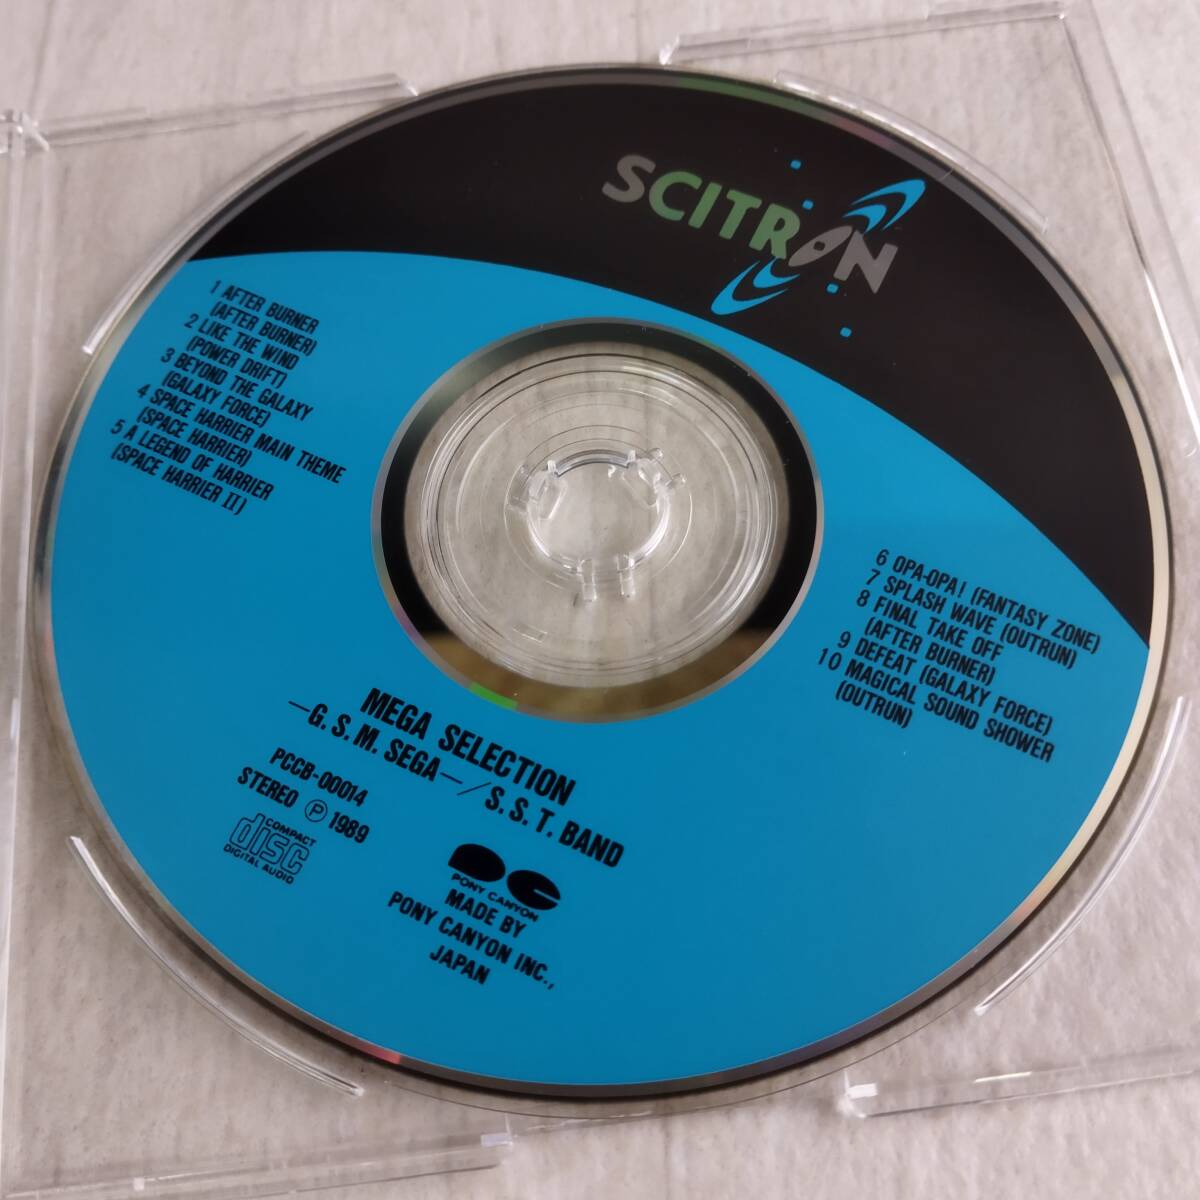 SCITRON
1 AFTER BURNER
(AFTER BURNER)
2 LIKE THE WIND
(POWER DRIFT)
3 BEYOND THE GALAXY
(GALAXY FORCE)
4 SPACE HARRIER MAIN THEME
(SPACE HARRIER)
5 A LEGEND OF HARRIER
(SPACE HARRIER II)
6 OPA-OPA! (FANTASY ZONE)
7 SPLASH WAVE (OUTRUN)
8 FINAL TAKE OFF
(AFTER BURNER)
9 DEFEAT (GALAXY FORCE)
10 MAGICAL SOUND SHOWER
(OUTRUN)
MEGA SELECTION
—G. S. M. SEGA—/S. S. T. BAND
PCCB-00014
STEREO Ⓟ 1989
COMPACT
disc
DIGITAL AUDIO
PONY CANYON
MADE BY
PONY CANYON INC.,
JAPAN